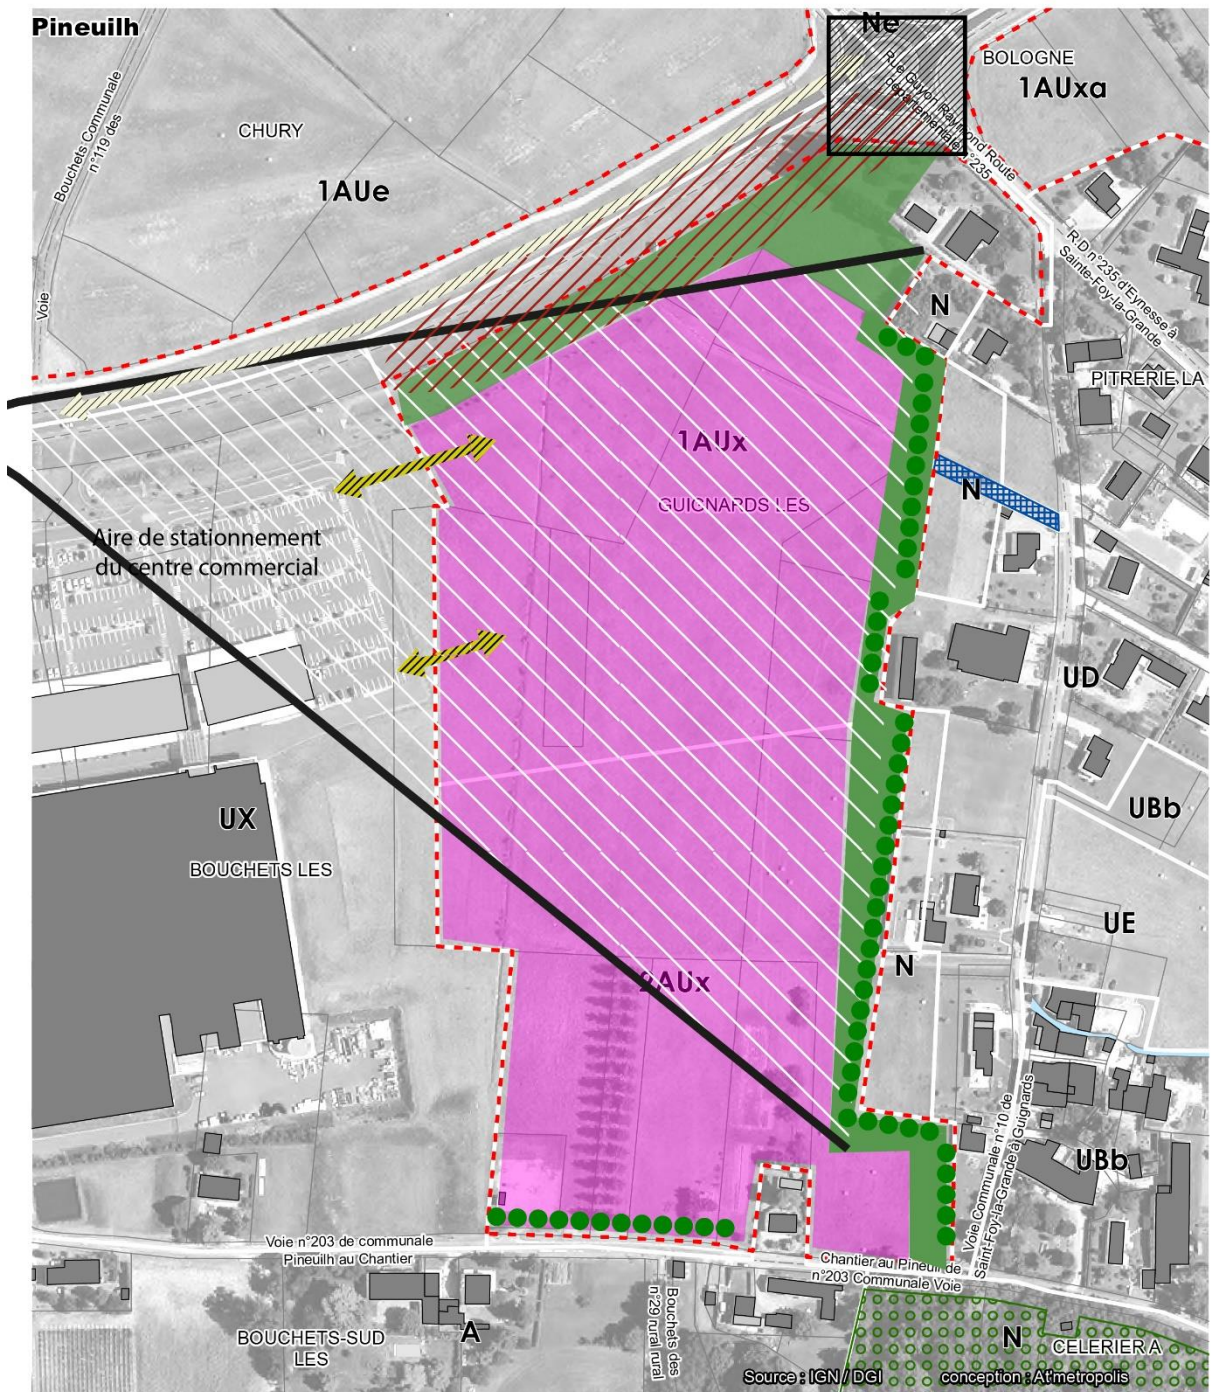 Pineuilh
Ne
BOLOGNE
1AUxa
Rue Guyon Raymond Route
départementale n°235
Bouchets Communale
n°119 des
Voie
CHURY
1AUe
R.D n°235 d'Eynesse à
Sainte-Foy-la-Grande
N
PITRERIE LA
1AUx
GUIGNARDS LES
N
Aire de stationnement
du centre commercial
UD
UX
UBb
BOUCHETS LES
UE
2AUx
N
Voie Communale n°10 de
Saint-Foy-la-Grande à Guignards
UBb
Voie n°203 de communale
Pineuilh au Chantier
Chantier au Pineuil de
n°203 Communale Voie
Bouchets des
n°29 rural rural
BOUCHETS-SUD
LES
A
N
CELERIER A
Source : IGN / DGI
conception : At'metropolis